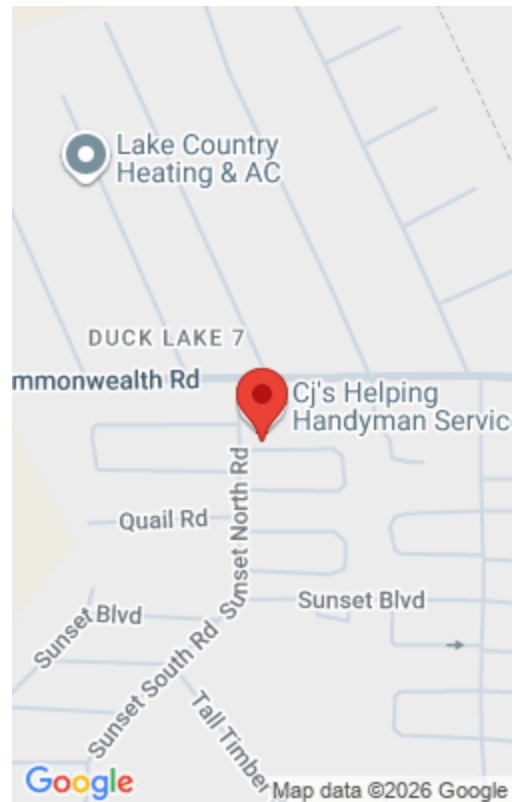 Lake Country
Heating & AC
DUCK LAKE 7
mmonwealth Rd
Cj's Helping
Handyman Servic
Sunset North Rd
Quail Rd
Sunset Blvd
Sunset Blvd
Sunset South Rd
Tall Timber
Google
Map data ©2026 Google